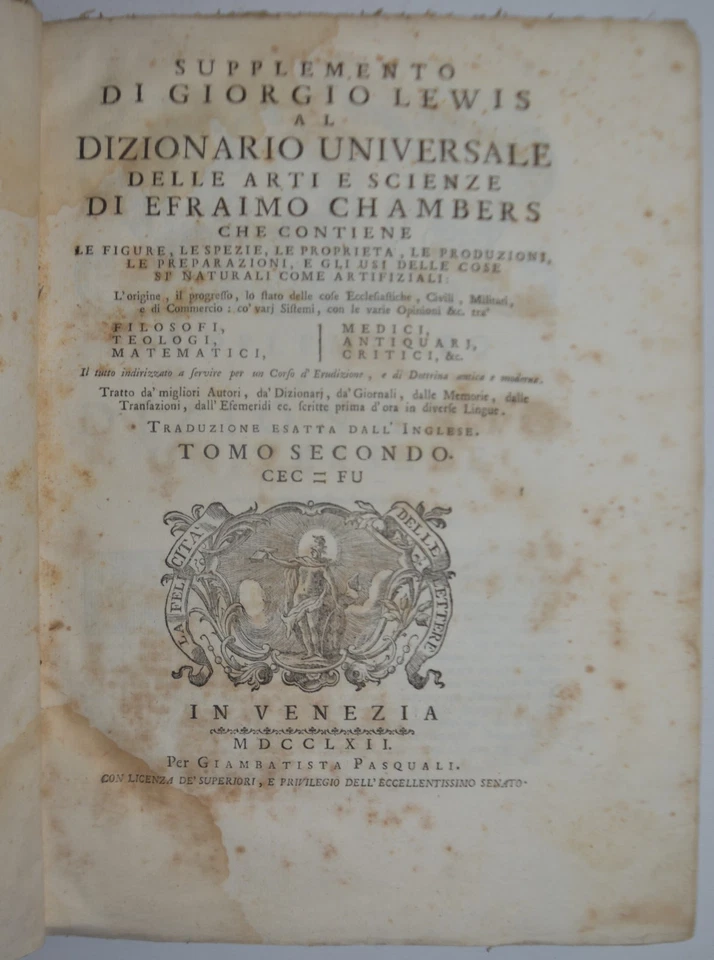 SUPPLEMENTO
DI GIORGIO LEWIS
AL
DIZIONARIO UNIVERSALE
DELLE ARTI E SCIENZE
DI EFRAIMO CHAMBERS
CHE CONTIENE
LE FIGURE, LE SPEZIE, LE PROPRIETA, LE PRODUZIONI,
LE PREPARAZIONI, E GLI USI DELLE COSE
SI' NATURALI COME ARTIFIZIALI:
L'origine, il progresso, lo stato delle cose Ecclesiastiche, Civili, Militari,
e di Commercio: co' varj Sistemi, con le varie Opinioni &c. tra'
FILOSOFI,
TEOLOGI,
MATEMATICI,
MEDICI,
ANTIQUARJ,
CRITICI, &c.
Il tutto indirizzato a servire per un Corso d'Erudizione, e di Dottrina antica e moderna.
Tratto da' migliori Autori, da' Dizionarj, da' Giornali, dalle Memorie, dalle
Transazioni, dall'Efemeridi ec. scritte prima d'ora in diverse Lingue.
TRADUZIONE ESATTA DALL'INGLESE.
TOMO SECONDO.
CEC = FU
LA FELICITA' DELLE LETTERE
IN VENEZIA
MDCCLXII.
Per GIAMBATISTA PASQUALI.
CON LICENZA DE' SUPERIORI, E PRIVILEGIO DELL'ECCELLENTISSIMO SENATO.